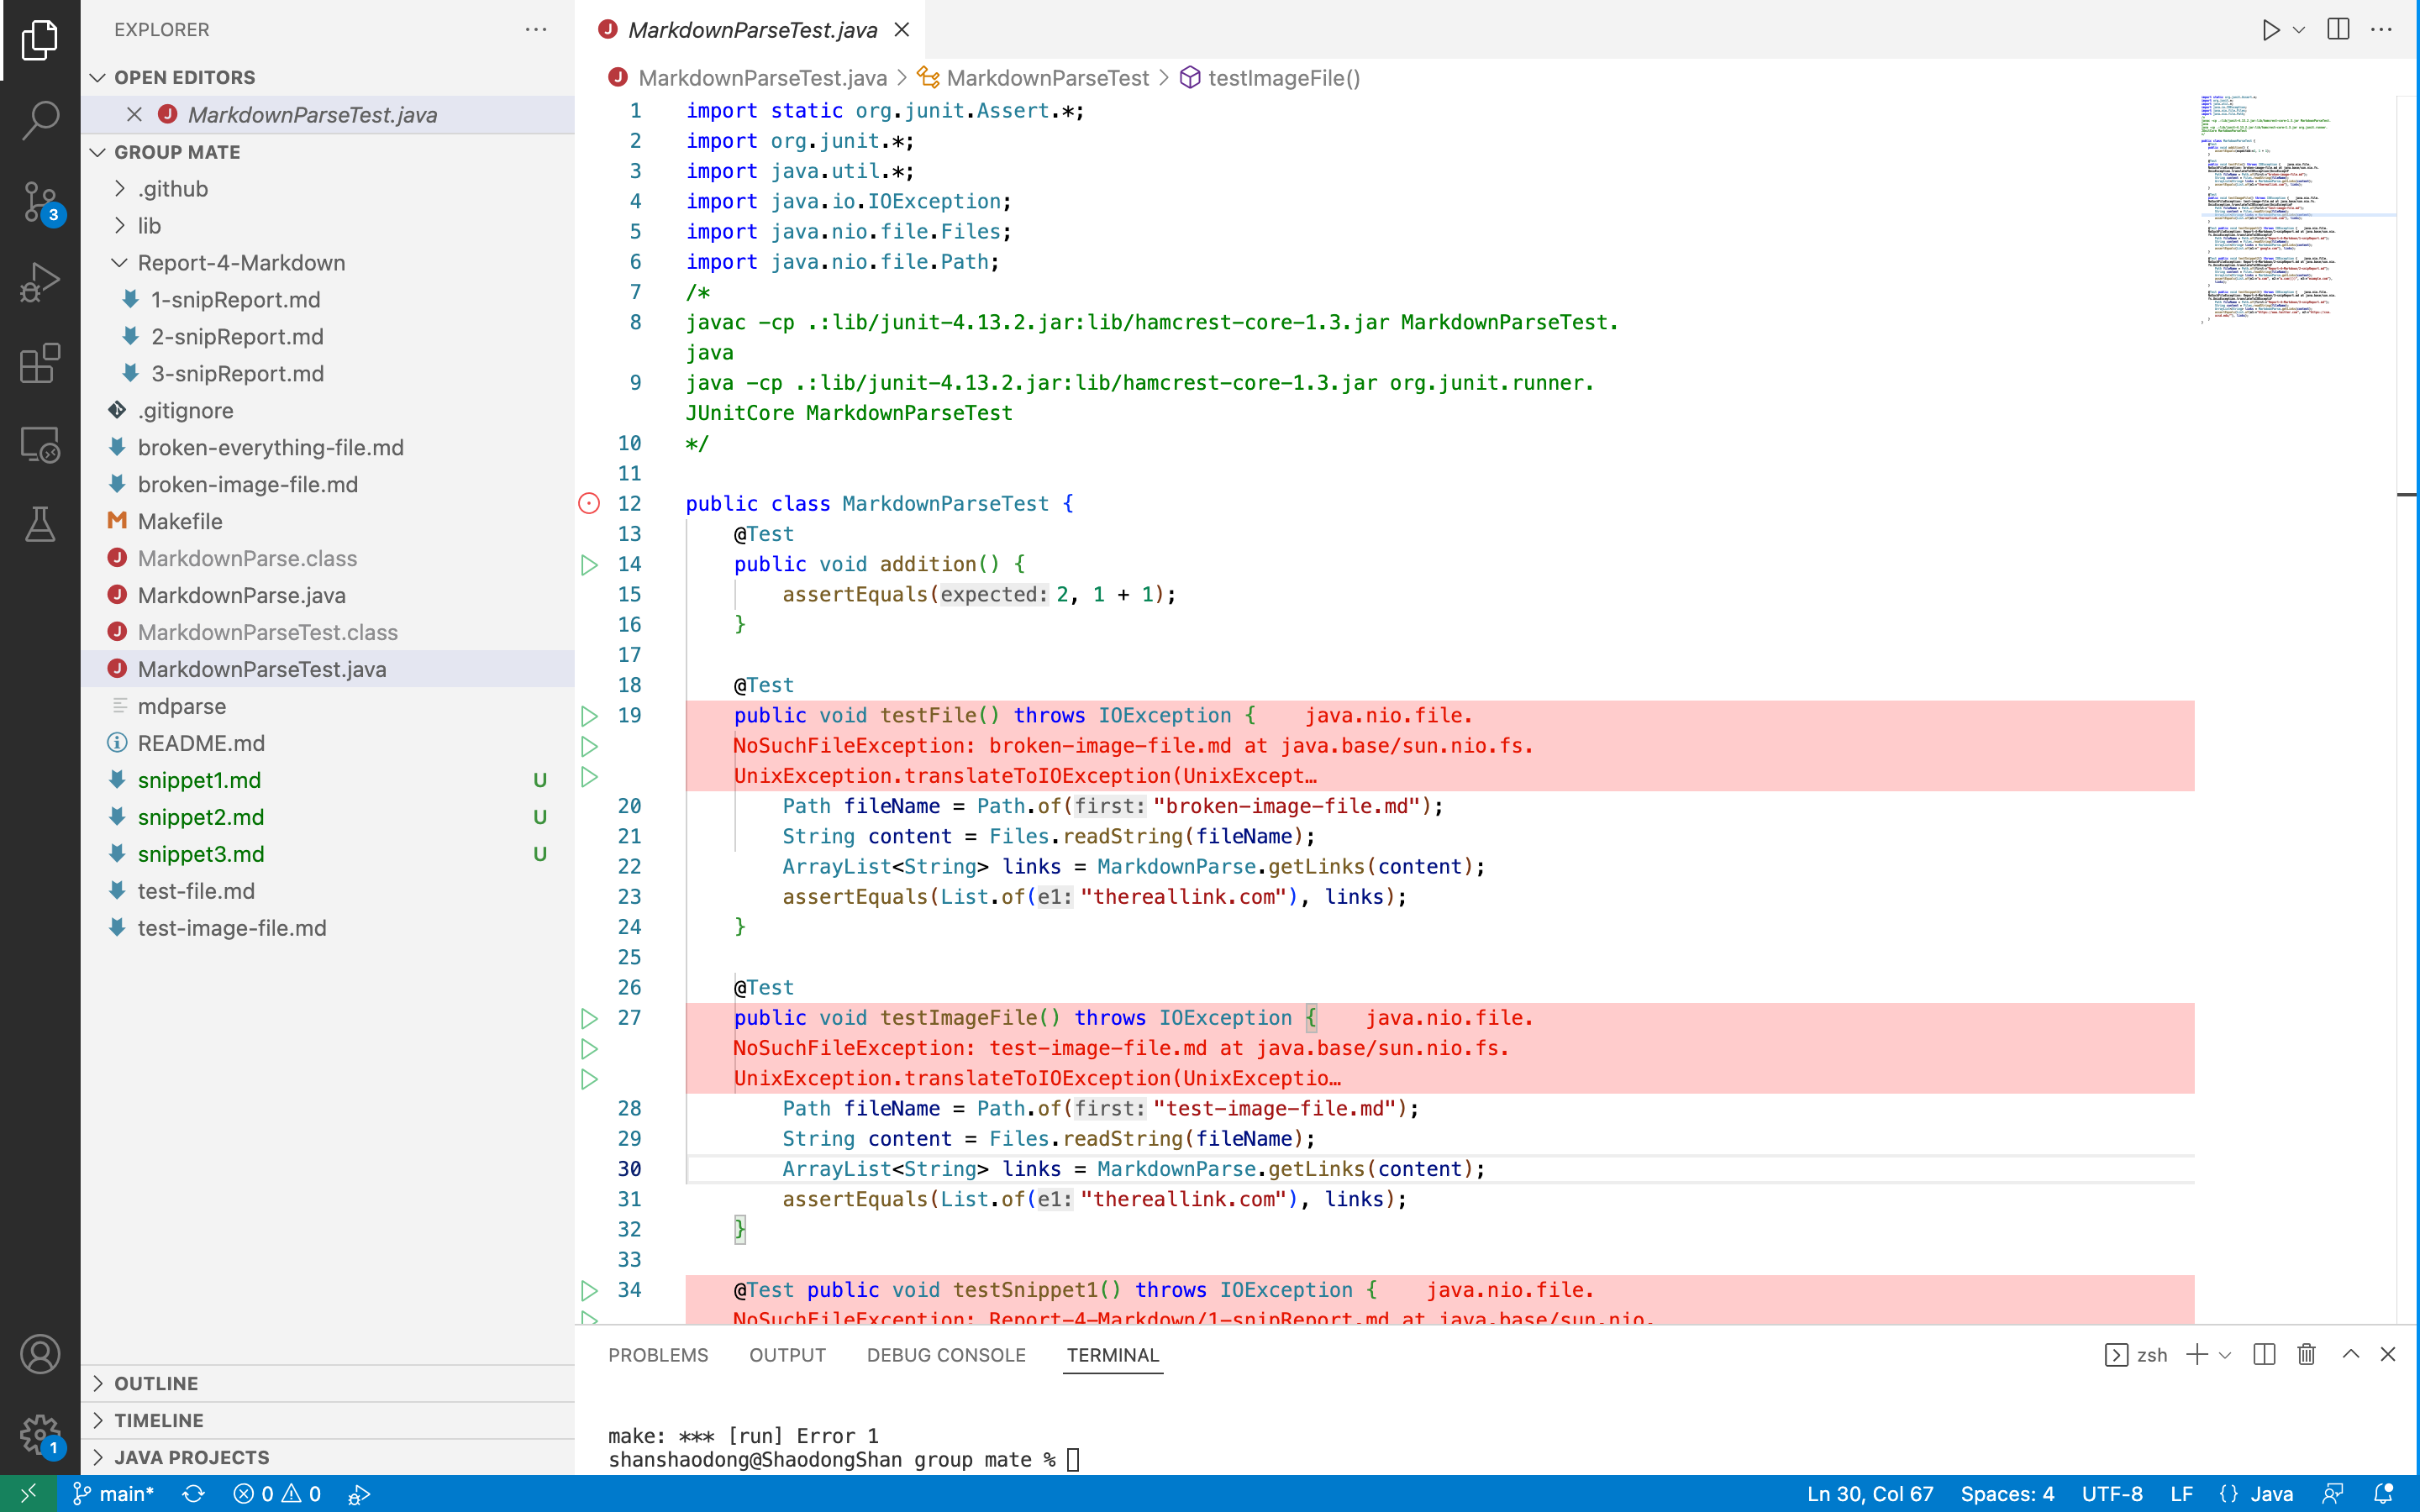 EXPLORER
OPEN EDITORS
MarkdownParseTest.java
GROUP MATE
.github
lib
Report-4-Markdown
1-snipReport.md
2-snipReport.md
3-snipReport.md
.gitignore
broken-everything-file.md
broken-image-file.md
Makefile
MarkdownParse.class
MarkdownParse.java
MarkdownParseTest.class
MarkdownParseTest.java
mdparse
README.md
snippet1.md U
snippet2.md U
snippet3.md U
test-file.md
test-image-file.md
OUTLINE
TIMELINE
JAVA PROJECTS
3
1
MarkdownParseTest.java
MarkdownParseTest.java > MarkdownParseTest > testImageFile()
1 import static org.junit.Assert.*;
2 import org.junit.*;
3 import java.util.*;
4 import java.io.IOException;
5 import java.nio.file.Files;
6 import java.nio.file.Path;
7 /*
8 javac -cp .:lib/junit-4.13.2.jar:lib/hamcrest-core-1.3.jar MarkdownParseTest.
java
9 java -cp .:lib/junit-4.13.2.jar:lib/hamcrest-core-1.3.jar org.junit.runner.
JUnitCore MarkdownParseTest
10 */
11
12 public class MarkdownParseTest {
13 @Test
14 public void addition() {
15 assertEquals(expected: 2, 1 + 1);
16 }
17
18 @Test
19 public void testFile() throws IOException { java.nio.file.
NoSuchFileException: broken-image-file.md at java.base/sun.nio.fs.
UnixException.translateToIOException(UnixExcept…
20 Path fileName = Path.of(first: "broken-image-file.md");
21 String content = Files.readString(fileName);
22 ArrayList<String> links = MarkdownParse.getLinks(content);
23 assertEquals(List.of(e1: "thereallink.com"), links);
24 }
25
26 @Test
27 public void testImageFile() throws IOException { java.nio.file.
NoSuchFileException: test-image-file.md at java.base/sun.nio.fs.
UnixException.translateToIOException(UnixExceptio…
28 Path fileName = Path.of(first: "test-image-file.md");
29 String content = Files.readString(fileName);
30 ArrayList<String> links = MarkdownParse.getLinks(content);
31 assertEquals(List.of(e1: "thereallink.com"), links);
32 }
33
34 @Test public void testSnippet1() throws IOException { java.nio.file.
NoSuchFileException: Report-4-Markdown/1-snipReport.md at java.base/sun.nio.
PROBLEMS OUTPUT DEBUG CONSOLE TERMINAL zsh
make: *** [run] Error 1
shanshaodong@ShaodongShan group mate %
main* 0 0 Ln 30, Col 67 Spaces: 4 UTF-8 LF {} Java